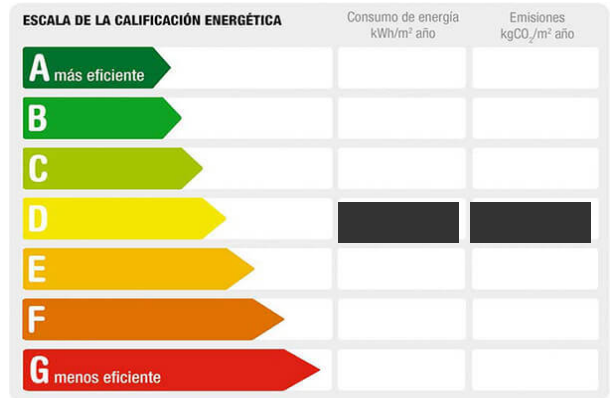 ESCALA DE LA CALIFICACIÓN ENERGÉTICA
Consumo de energía
kWh/m² año
Emisiones
kgCO₂/m² año
A más eficiente
B
C
D
E
F
G menos eficiente